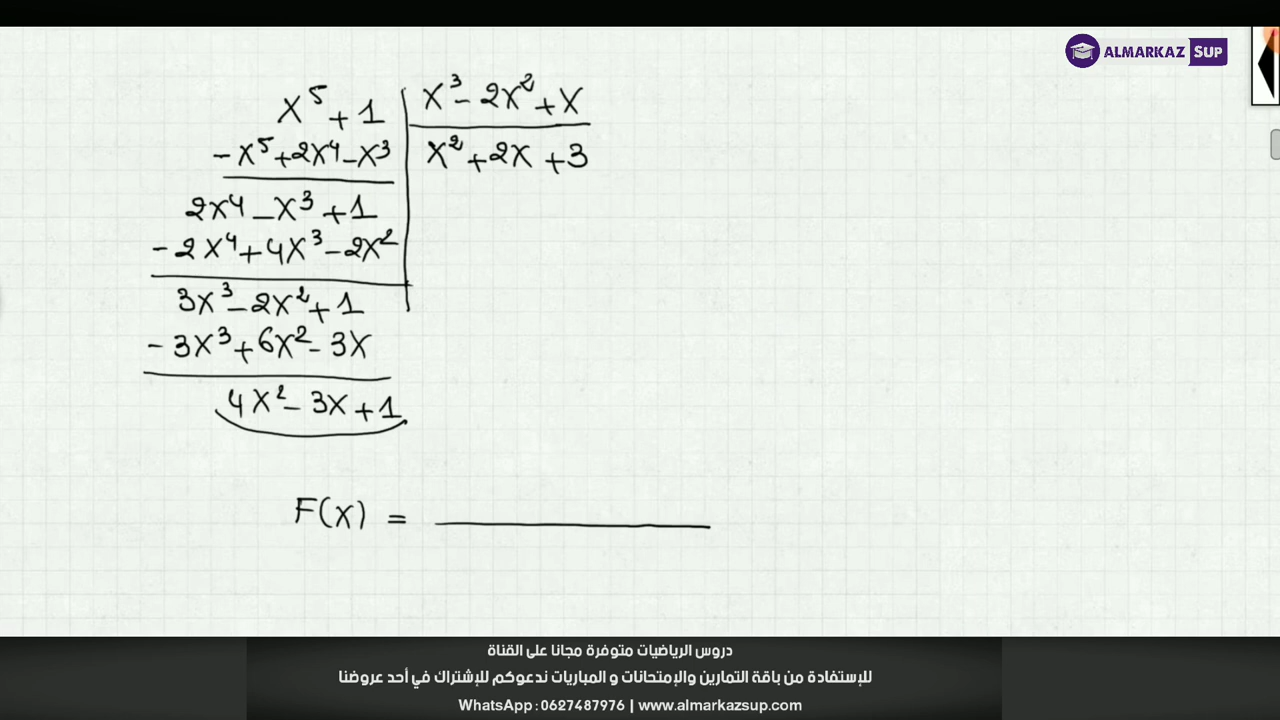 ALMARKAZ SUP
X⁵ + 1 | X³ - 2X² + X
- X⁵ + 2X⁴ - X³ | X² + 2X + 3
2X⁴ - X³ + 1
- 2X⁴ + 4X³ - 2X²
3X³ - 2X² + 1
- 3X³ + 6X² - 3X
4X² - 3X + 1
F(X) =
دروس الرياضيات متوفرة مجانا على القناة
للإستفادة من باقة التمارين والإمتحانات و المباريات ندعوكم للإشتراك في أحد عروضنا
WhatsApp : 0627487976 | www.almarkazsup.com